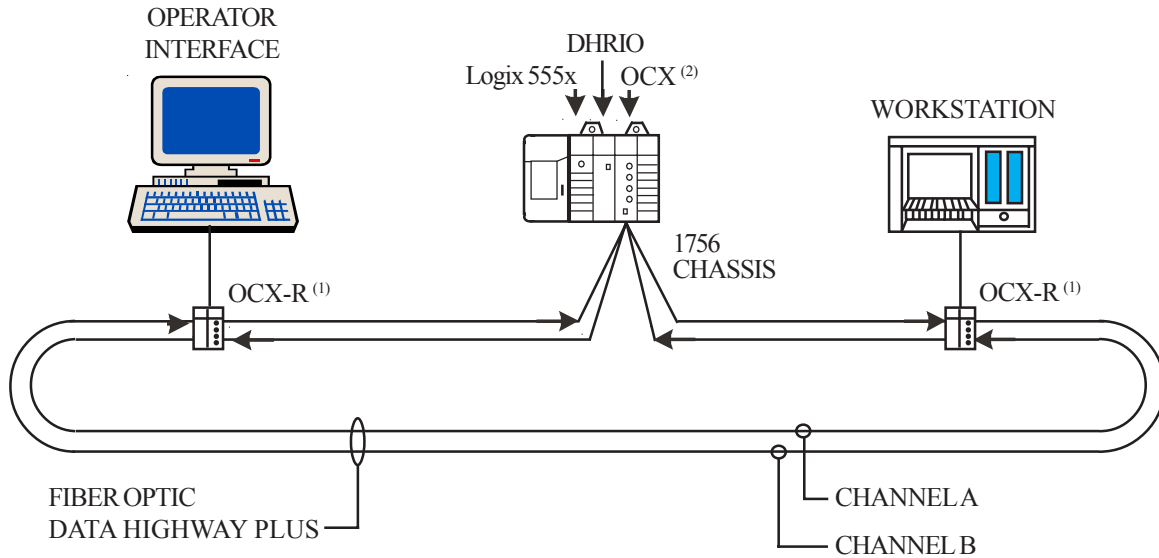 OPERATOR
INTERFACE
DHRIO
Logix 555x
OCX (2)
WORKSTATION
1756
CHASSIS
OCX-R (1)
OCX-R (1)
FIBER OPTIC
DATA HIGHWAY PLUS
CHANNEL A
CHANNEL B